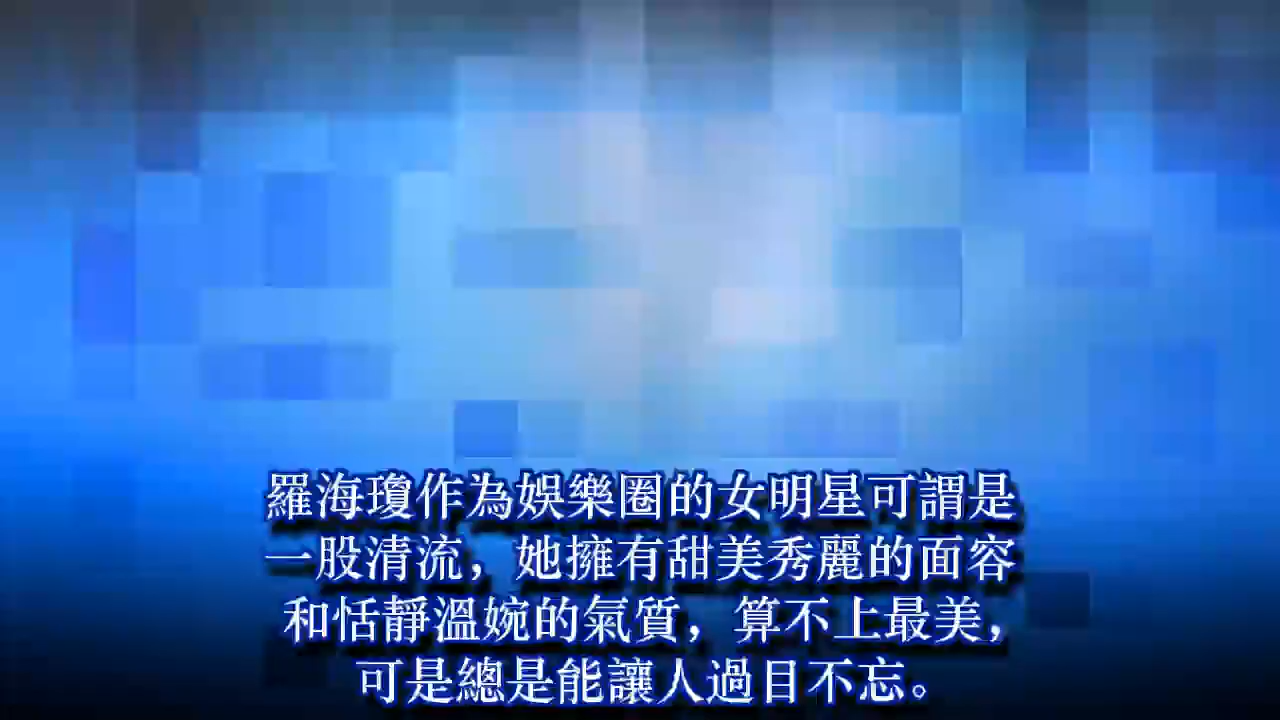 羅海瓊作為娛樂圈的女明星可謂是
一股清流，她擁有甜美秀麗的面容
和恬靜溫婉的氣質，算不上最美，
可是總是能讓人過目不忘。